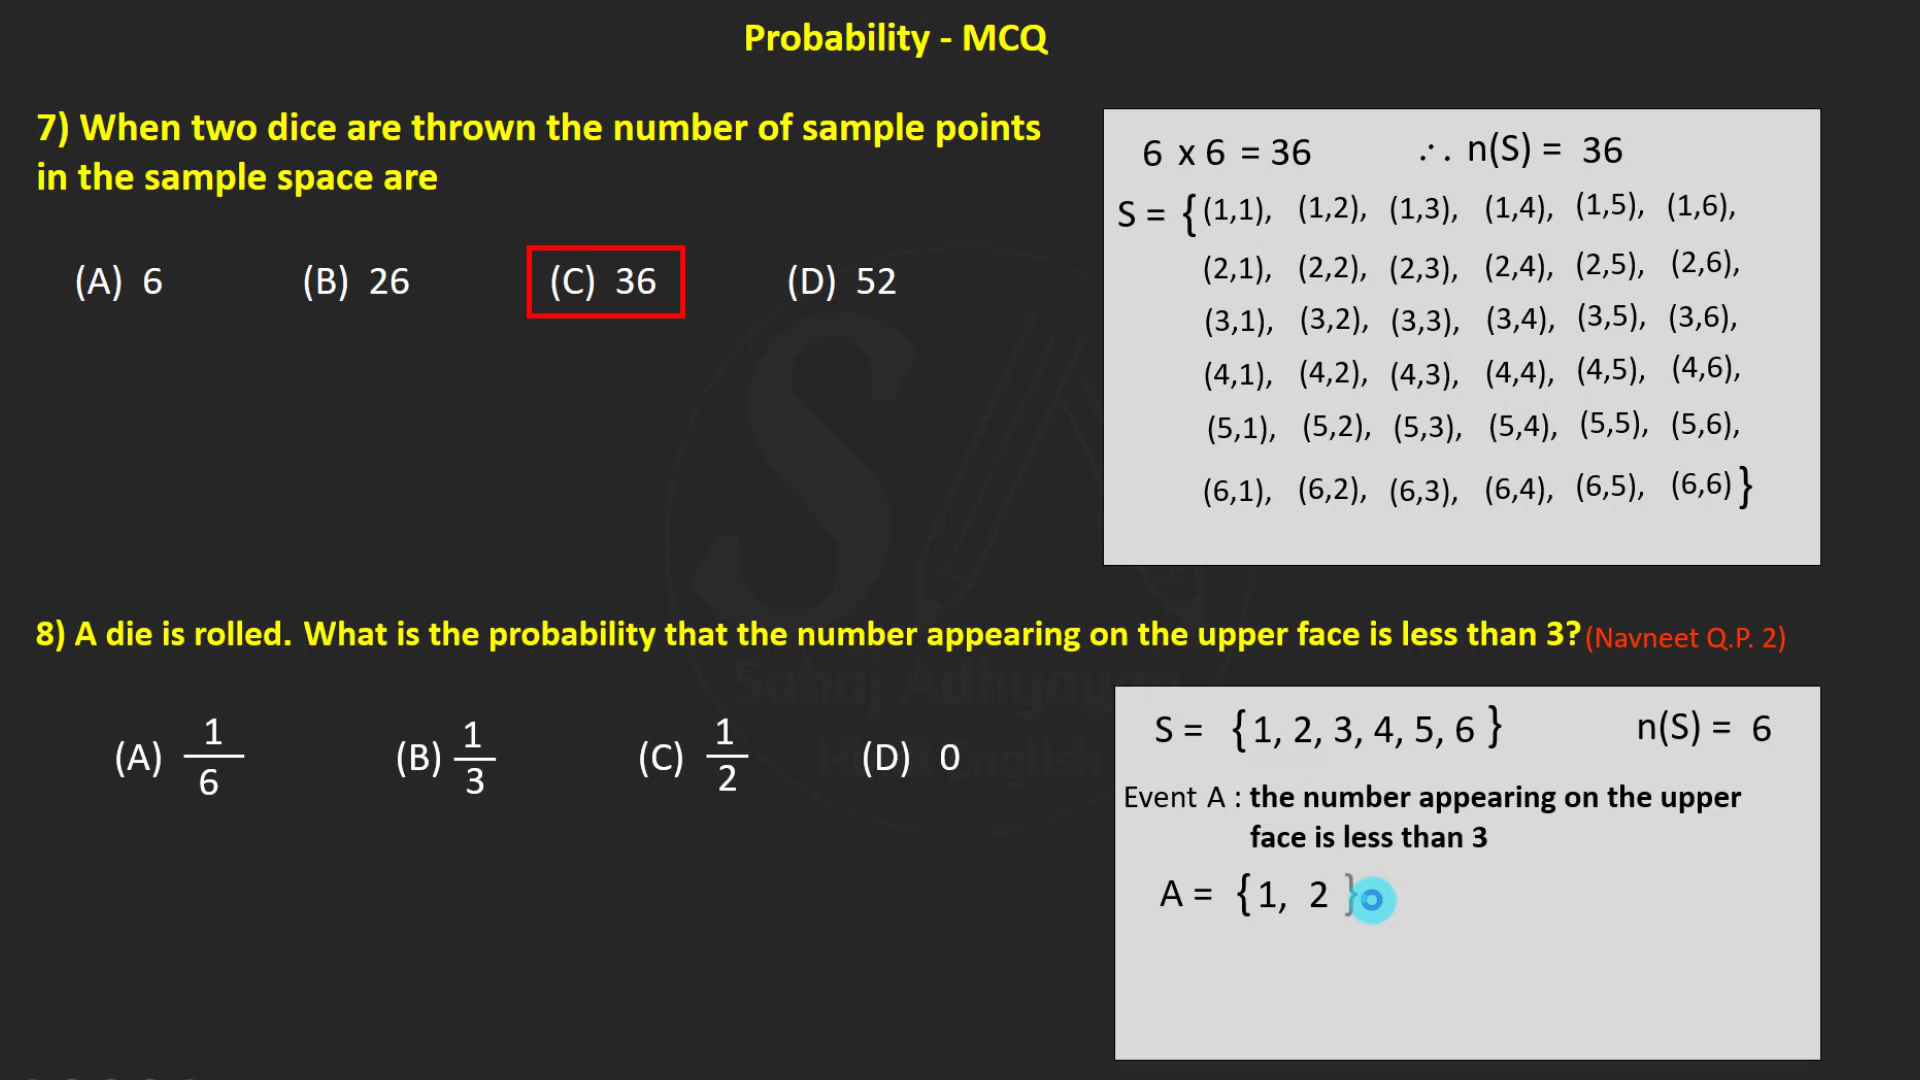 Probability - MCQ
7) When two dice are thrown the number of sample points
in the sample space are
(A) 6 (B) 26 (C) 36 (D) 52
6 x 6 = 36 ∴ n(S) = 36
S = { (1,1), (1,2), (1,3), (1,4), (1,5), (1,6),
(2,1), (2,2), (2,3), (2,4), (2,5), (2,6),
(3,1), (3,2), (3,3), (3,4), (3,5), (3,6),
(4,1), (4,2), (4,3), (4,4), (4,5), (4,6),
(5,1), (5,2), (5,3), (5,4), (5,5), (5,6),
(6,1), (6,2), (6,3), (6,4), (6,5), (6,6) }
8) A die is rolled. What is the probability that the number appearing on the upper face is less than 3? (Navneet Q.P. 2)
(A) 1/6 (B) 1/3 (C) 1/2 (D) 0
S = { 1, 2, 3, 4, 5, 6 } n(S) = 6
Event A : the number appearing on the upper
face is less than 3
A = { 1, 2 }
Sahaj Adhyayan
English